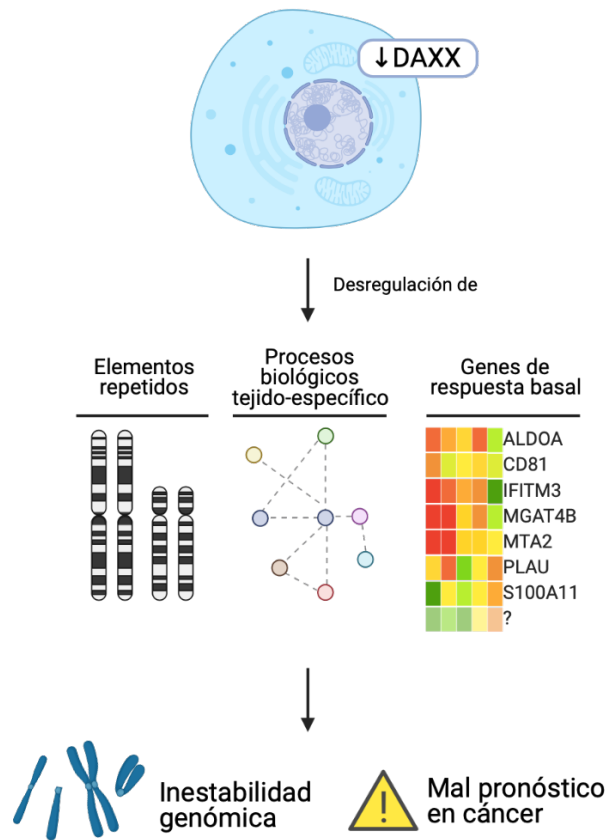 ↓DAXX
Desregulación de
Elementos
repetidos
Procesos
biológicos
tejido-específico
Genes de
respuesta basal
ALDOA
CD81
IFITM3
MGAT4B
MTA2
PLAU
S100A11
?
Inestabilidad
genómica
!
Mal pronóstico
en cáncer